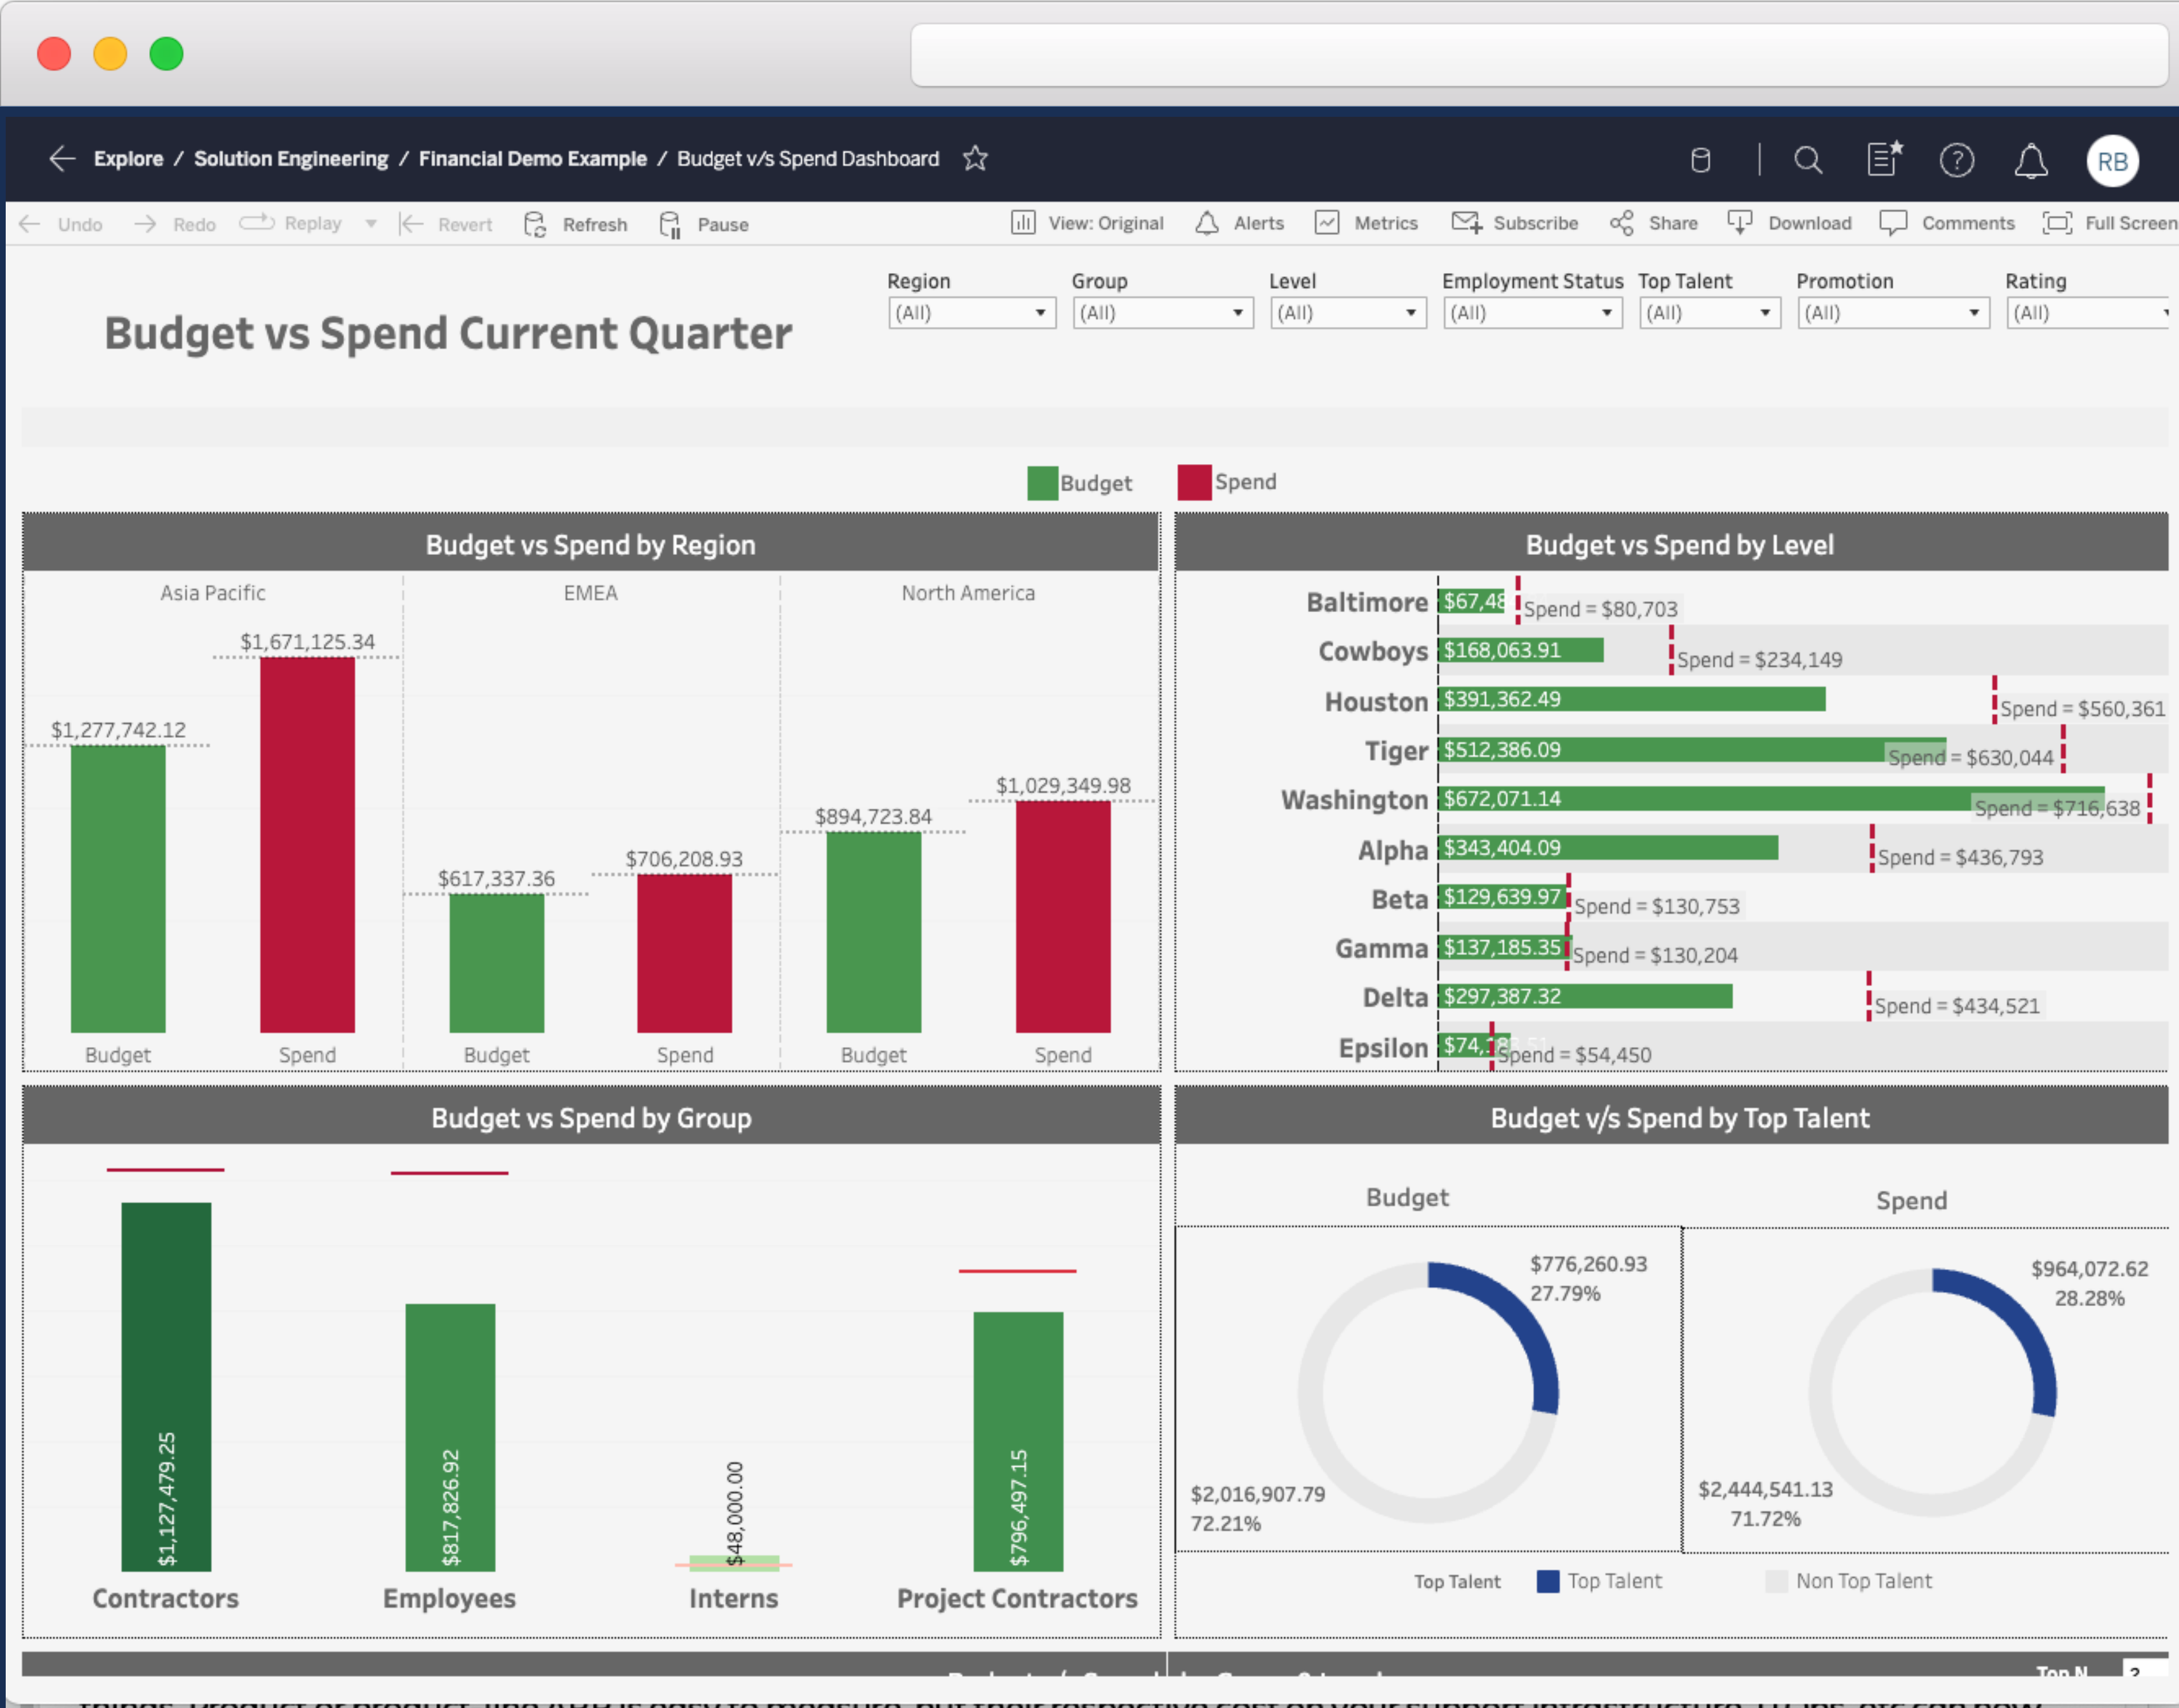 Explore / Solution Engineering / Financial Demo Example / Budget v/s Spend Dashboard
RB
Undo Redo Replay Revert Refresh Pause View: Original Alerts Metrics Subscribe Share Download Comments Full Screen
Region Group Level Employment Status Top Talent Promotion Rating
(All) (All) (All) (All) (All) (All) (All)
Budget vs Spend Current Quarter
Budget Spend
Budget vs Spend by Region
Asia Pacific EMEA North America
$1,671,125.34
$1,277,742.12
$1,029,349.98
$894,723.84
$706,208.93
$617,337.36
Budget Spend Budget Spend Budget Spend
Budget vs Spend by Level
Baltimore $67,48 Spend = $80,703
Cowboys $168,063.91 Spend = $234,149
Houston $391,362.49 Spend = $560,361
Tiger $512,386.09 Spend = $630,044
Washington $672,071.14 Spend = $716,638
Alpha $343,404.09 Spend = $436,793
Beta $129,639.97 Spend = $130,753
Gamma $137,185.35 Spend = $130,204
Delta $297,387.32 Spend = $434,521
Epsilon Spend = $54,450
Budget vs Spend by Group
$1,127,479.25 $817,826.92 $48,000.00 $796,497.15
Contractors Employees Interns Project Contractors
Budget v/s Spend by Top Talent
Budget Spend
$776,260.93
27.79%
$2,016,907.79
72.21%
$964,072.62
28.28%
$2,444,541.13
71.72%
Top Talent Top Talent Non Top Talent
Top N